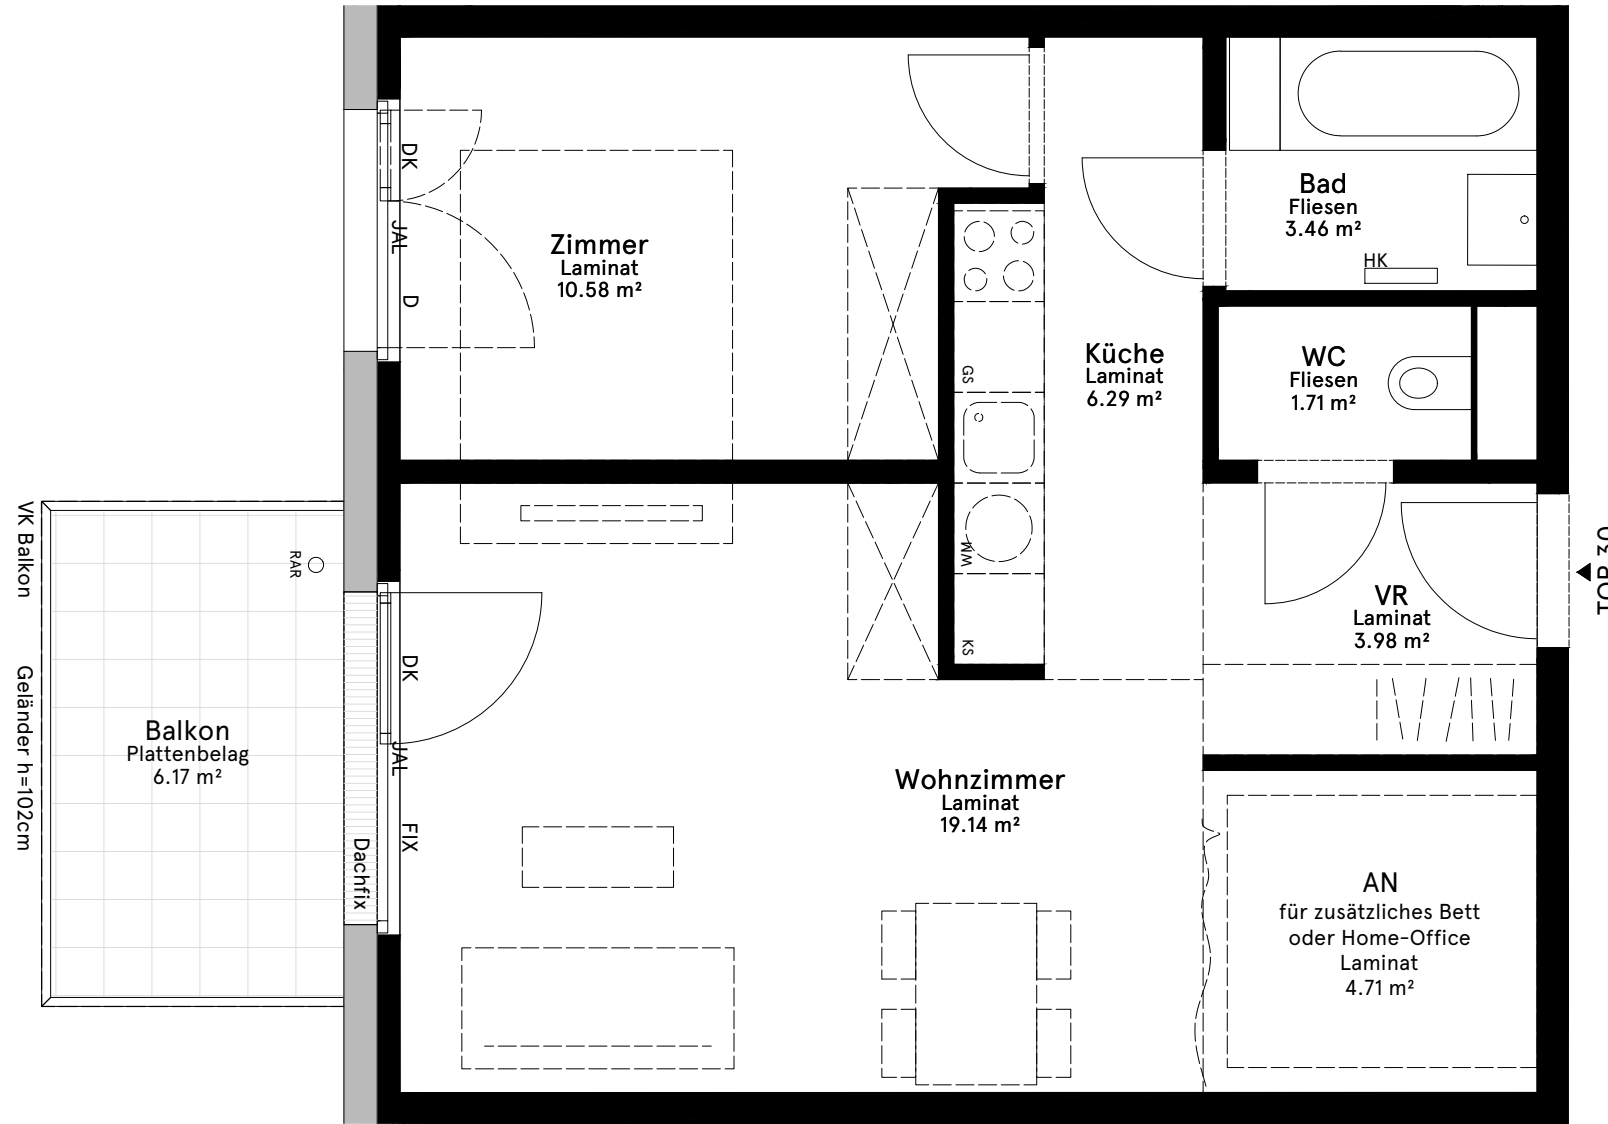 DK
JAL
D
Zimmer
Laminat
10.58 m²
Bad
Fliesen
3.46 m²
HK
GS
Küche
Laminat
6.29 m²
WC
Fliesen
1.71 m²
WM
KS
VR
Laminat
3.98 m²
TOP 30
VK Balkon
Geländer h=102cm
RAR
Balkon
Plattenbelag
6.17 m²
DK
JAL
FIX
Dachfix
Wohnzimmer
Laminat
19.14 m²
AN
für zusätzliches Bett
oder Home-Office
Laminat
4.71 m²